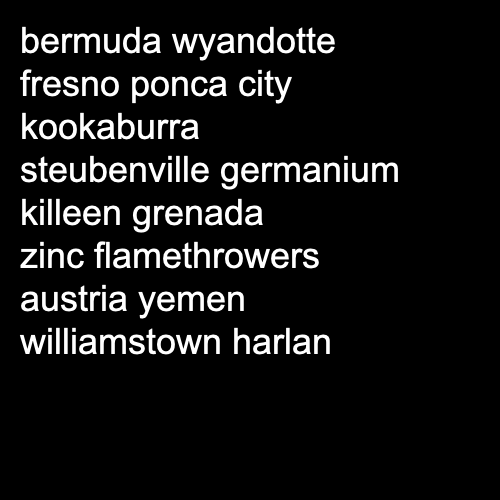 bermuda wyandotte
fresno ponca city
kookaburra
steubenville germanium
killeen grenada
zinc flamethrowers
austria yemen
williamstown harlan